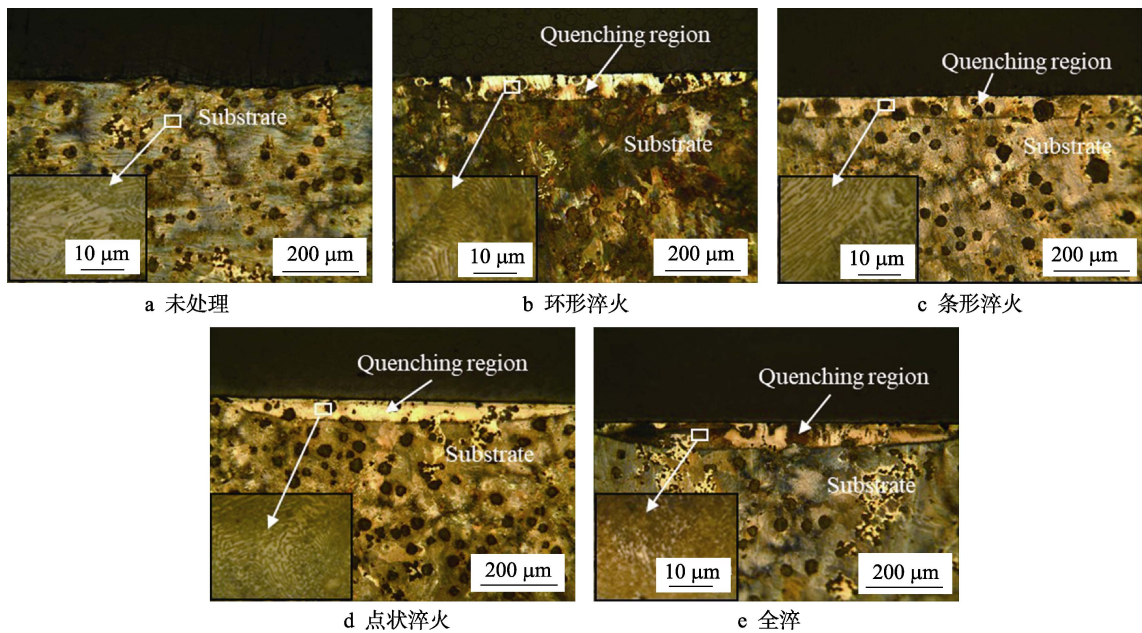 Substrate
10 μm
200 μm
a 未处理
Quenching region
Substrate
10 μm
200 μm
b 环形淬火
Quenching region
Substrate
10 μm
200 μm
c 条形淬火
Quenching region
Substrate
200 μm
d 点状淬火
Quenching region
Substrate
10 μm
200 μm
e 全淬